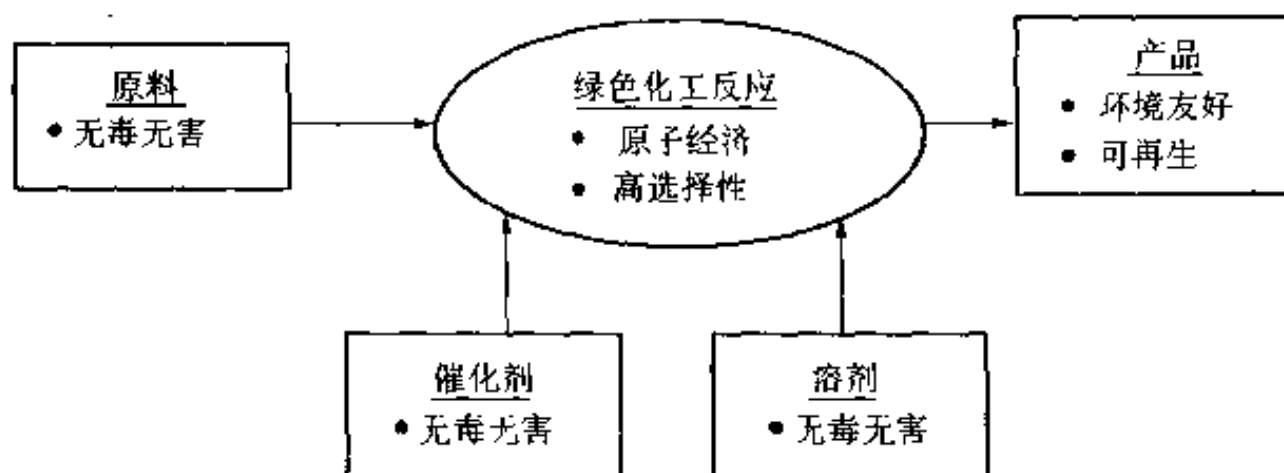 原料
• 无毒无害
绿色化工反应
• 原子经济
• 高选择性
产品
• 环境友好
• 可再生
催化剂
• 无毒无害
溶剂
• 无毒无害